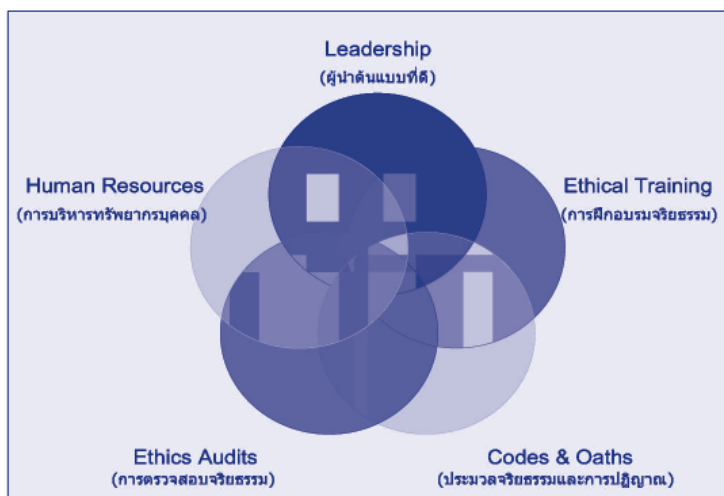 Leadership
(ผู้นำต้นแบบที่ดี)
Human Resources
(การบริหารทรัพยากรบุคคล)
Ethical Training
(การฝึกอบรมจริยธรรม)
Ethics Audits
(การตรวจสอบจริยธรรม)
Codes & Oaths
(ประมวลจริยธรรมและการปฏิญาณ)